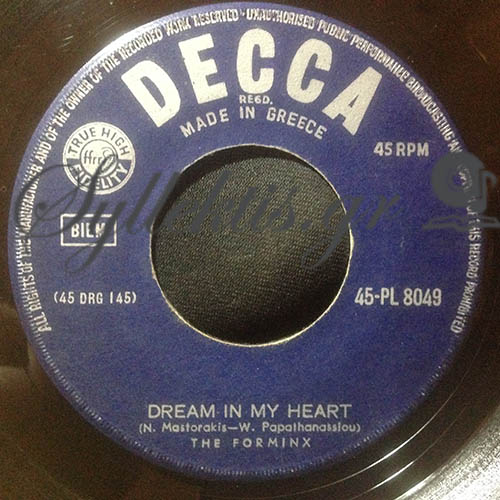 ALL RIGHTS OF THE MANUFACTURER AND OF THE OWNER OF THE RECORDED WORK RESERVED - UNAUTHORISED PUBLIC PERFORMANCE BROADCASTING AND THIS RECORD PROHIBITED
DECCA
REGD.
MADE IN GREECE
TRUE HIGH
ffrr
FIDELITY
45 RPM
Syllektis.gr
BIEM
(45 DRG 145)
45-PL 8049
DREAM IN MY HEART
(N. Mastorakis—W. Papathanassiou)
THE FORMINX